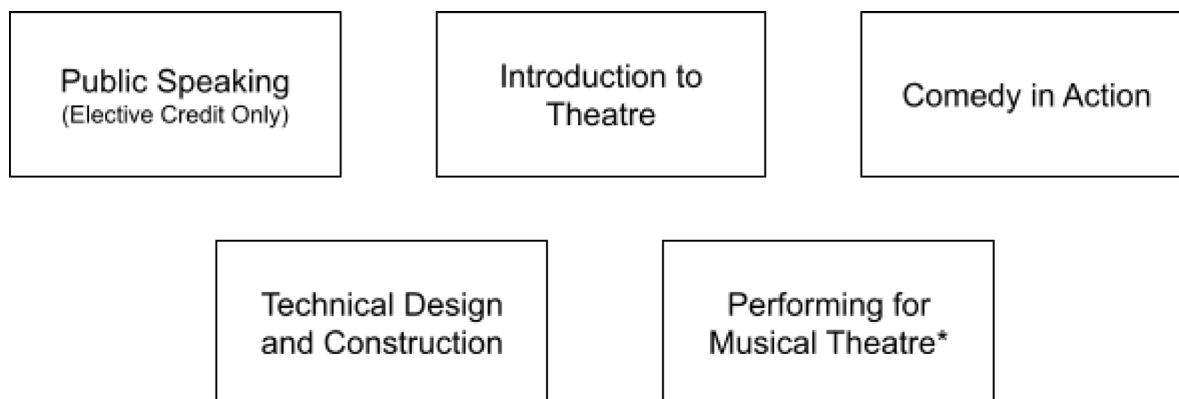 Public Speaking
(Elective Credit Only)
Introduction to
Theatre
Comedy in Action
Technical Design
and Construction
Performing for
Musical Theatre*